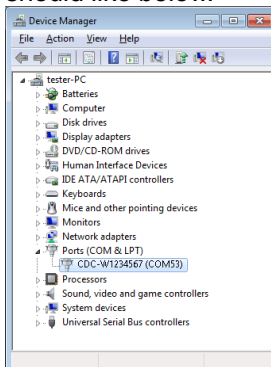 should like below.
Device Manager
File Action View Help
tester-PC
Batteries
Computer
Disk drives
Display adapters
DVD/CD-ROM drives
Human Interface Devices
IDE ATA/ATAPI controllers
Keyboards
Mice and other pointing devices
Monitors
Network adapters
Ports (COM & LPT)
CDC-W1234567 (COM53)
Processors
Sound, video and game controllers
System devices
Universal Serial Bus controllers